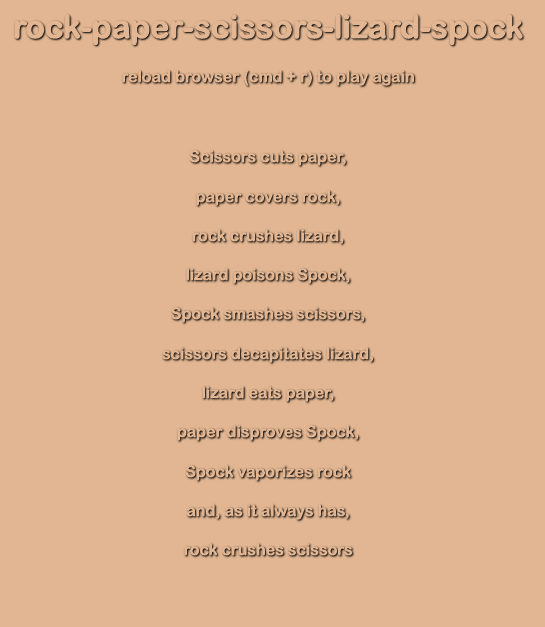 rock-paper-scissors-lizard-spock
reload browser (cmd + r) to play again
Scissors cuts paper,
paper covers rock,
rock crushes lizard,
lizard poisons Spock,
Spock smashes scissors,
scissors decapitates lizard,
lizard eats paper,
paper disproves Spock,
Spock vaporizes rock
and, as it always has,
rock crushes scissors